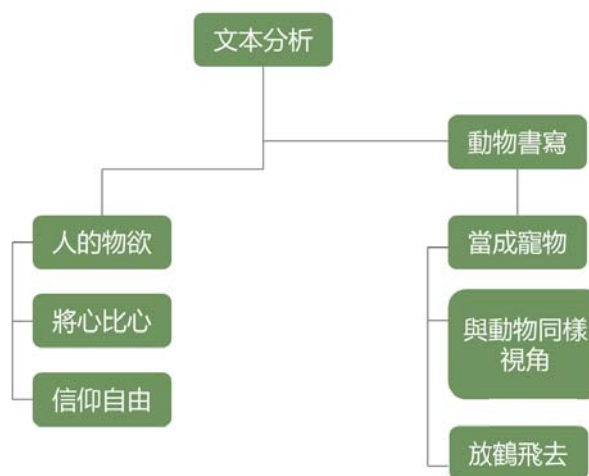 文本分析
動物書寫
人的物欲
將心比心
信仰自由
當成寵物
與動物同樣
視角
放鶴飛去